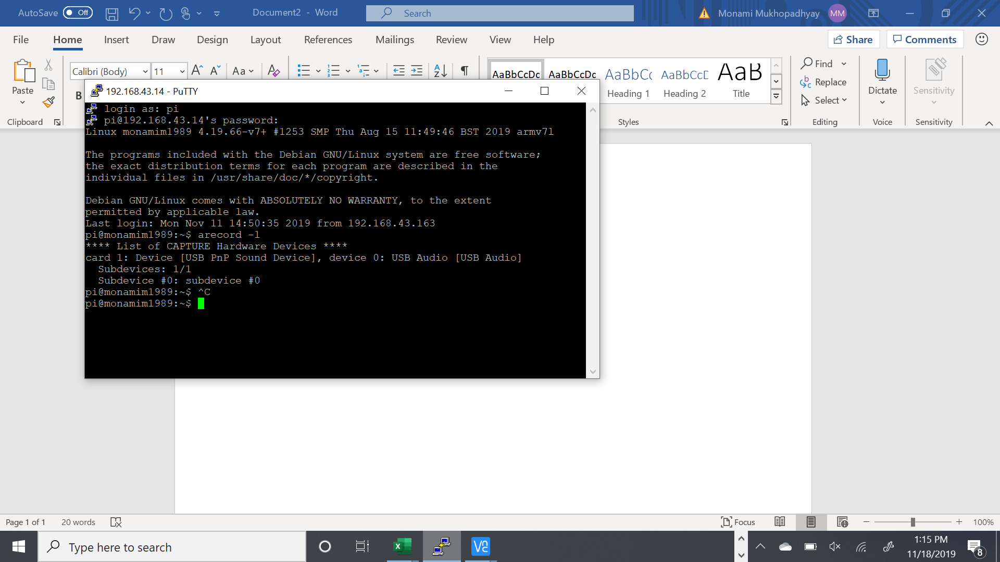 AutoSave Off Document2 - Word Search Monami Mukhopadhyay MM
File Home Insert Draw Design Layout References Mailings Review View Help Share Comments
Calibri (Body) 11 Aa AaBbCcDc AaBbCcDc AaBbCc AaBbCcD AaB
Paste B Heading 1 Heading 2 Title Find Replace Select Dictate Sensitivity
Clipboard Styles Editing Voice Sensitivity
192.168.43.14 - PuTTY
login as: pi
pi@192.168.43.14's password:
Linux monamim1989 4.19.66-v7+ #1253 SMP Thu Aug 15 11:49:46 BST 2019 armv7l
The programs included with the Debian GNU/Linux system are free software;
the exact distribution terms for each program are described in the
individual files in /usr/share/doc/*/copyright.
Debian GNU/Linux comes with ABSOLUTELY NO WARRANTY, to the extent
permitted by applicable law.
Last login: Mon Nov 11 14:50:35 2019 from 192.168.43.163
pi@monamim1989:~$ arecord -l
**** List of CAPTURE Hardware Devices ****
card 1: Device [USB PnP Sound Device], device 0: USB Audio [USB Audio]
Subdevices: 1/1
Subdevice #0: subdevice #0
pi@monamim1989:~$ ^C
pi@monamim1989:~$
Page 1 of 1 20 words Focus 100%
Type here to search 1:15 PM
11/18/2019 8